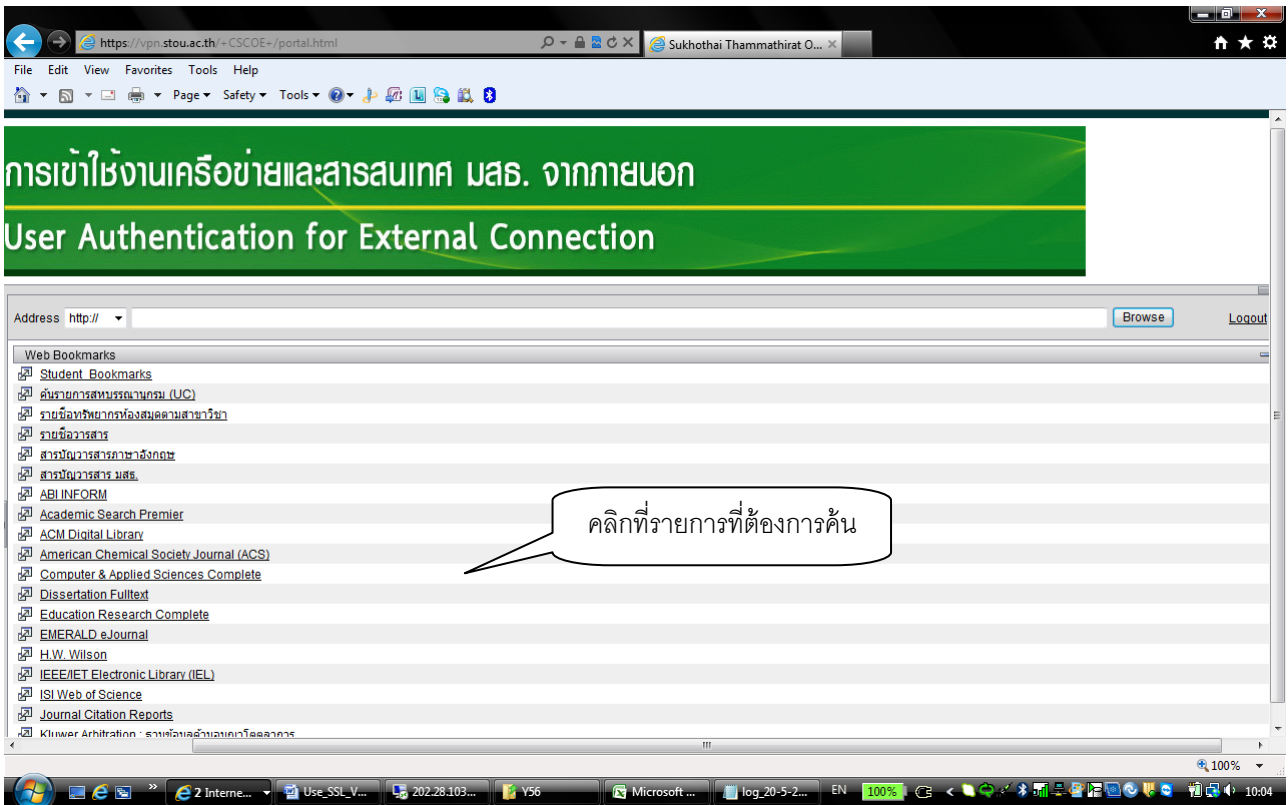 https://vpn.stou.ac.th/+CSCOE+/portal.html
Sukhothai Thammathirat O...
File Edit View Favorites Tools Help
Page Safety Tools
การเข้าใช้งานเครือข่ายและสารสนเทศ มสธ. จากภายนอก
User Authentication for External Connection
Address http:// Browse Logout
Web Bookmarks
Student Bookmarks
ค้นรายการสหบรรณานุกรม (UC)
รายชื่อทรัพยากรห้องสมุดตามสาขาวิชา
รายชื่อวารสาร
สารบัญวารสารภาษาอังกฤษ
สารบัญวารสาร มสธ.
ABI INFORM
Academic Search Premier
ACM Digital Library
American Chemical Society Journal (ACS)
Computer & Applied Sciences Complete
Dissertation Fulltext
Education Research Complete
EMERALD eJournal
H.W. Wilson
IEEE/IET Electronic Library (IEL)
ISI Web of Science
Journal Citation Reports
Kluwer Arbitration :
คลิกที่รายการที่ต้องการค้น
100%
2 Interne... Use_SSL_V... 202.28.103... Y56 Microsoft ... log_20-5-2... EN 100% 10:04